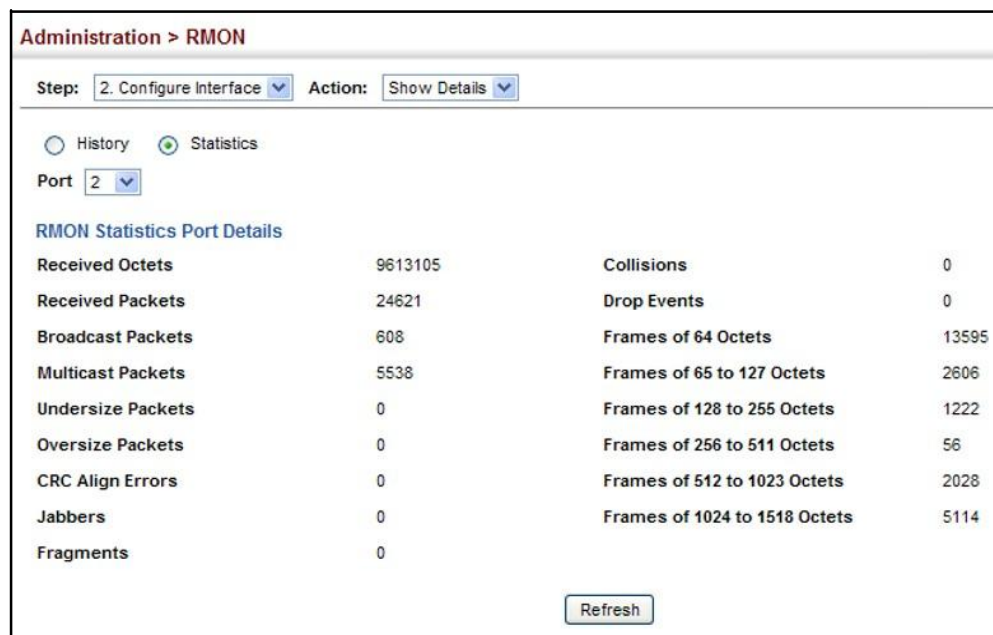 Administration > RMON
Step: 2. Configure Interface Action: Show Details
History Statistics
Port 2
RMON Statistics Port Details
Received Octets 9613105 Collisions 0
Received Packets 24621 Drop Events 0
Broadcast Packets 608 Frames of 64 Octets 13595
Multicast Packets 5538 Frames of 65 to 127 Octets 2606
Undersize Packets 0 Frames of 128 to 255 Octets 1222
Oversize Packets 0 Frames of 256 to 511 Octets 56
CRC Align Errors 0 Frames of 512 to 1023 Octets 2028
Jabbers 0 Frames of 1024 to 1518 Octets 5114
Fragments 0
Refresh